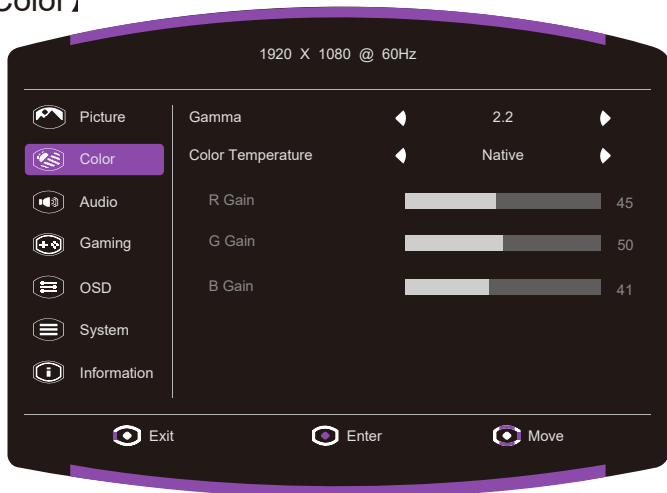 Color】
1920 X 1080 @ 60Hz
Picture
Color
Audio
Gaming
OSD
System
Information
Gamma 2.2
Color Temperature Native
R Gain 45
G Gain 50
B Gain 41
Exit Enter Move